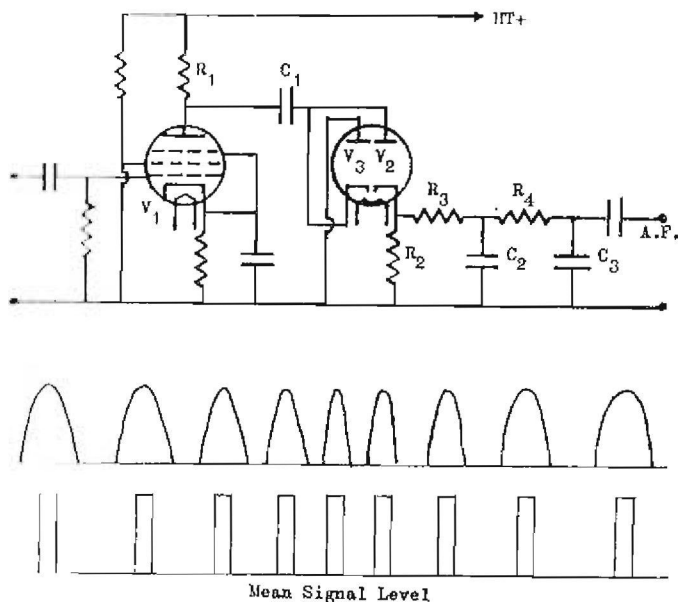 HT+
R1
C1
V3 V2
V1
R3
R4
A.F.
R2
C2
C3
Mean Signal Level